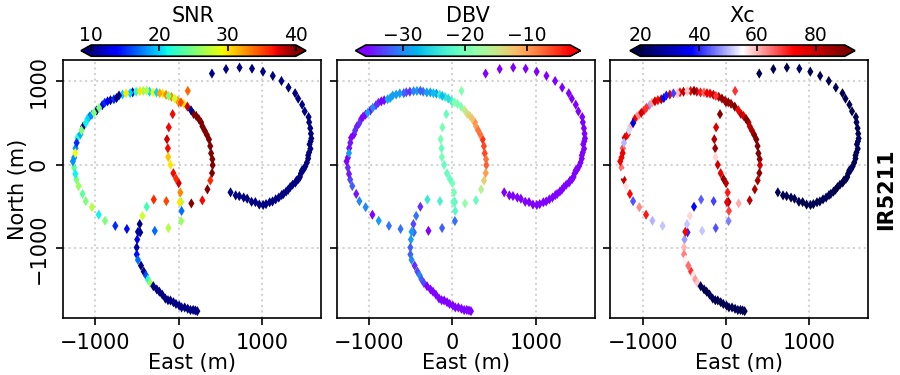 SNR DBV Xc
10 20 30 40 −30 −20 −10 20 40 60 80
1000
0
−1000
North (m)
IR5211
−1000 0 1000 −1000 0 1000 −1000 0 1000
East (m) East (m) East (m)